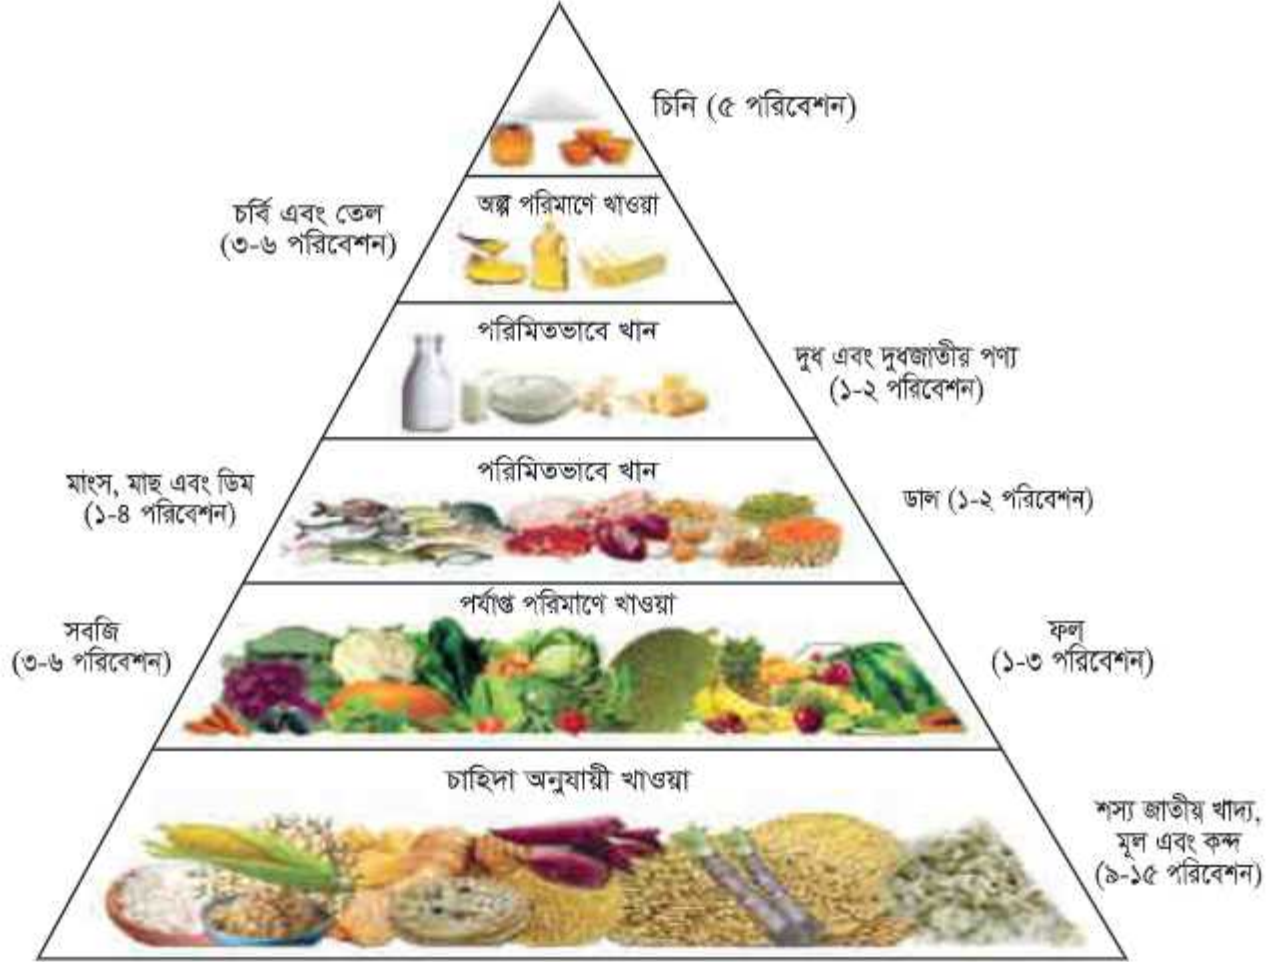 চিনি (৫ পরিবেশন)
অল্প পরিমাণে খাওয়া
চর্বি এবং তেল
(৩-৬ পরিবেশন)
পরিমিতভাবে খান
দুধ এবং দুধজাতীর পণ্য
(১-২ পরিবেশন)
পরিমিতভাবে খান
মাংস, মাছ এবং ডিম
(১-৪ পরিবেশন)
ডাল (১-২ পরিবেশন)
পর্যাপ্ত পরিমাণে খাওয়া
সবজি
(৩-৬ পরিবেশন)
ফল
(১-৩ পরিবেশন)
চাহিদা অনুযায়ী খাওয়া
শস্য জাতীয় খাদ্য,
মূল এবং কন্দ
(৯-১৫ পরিবেশন)